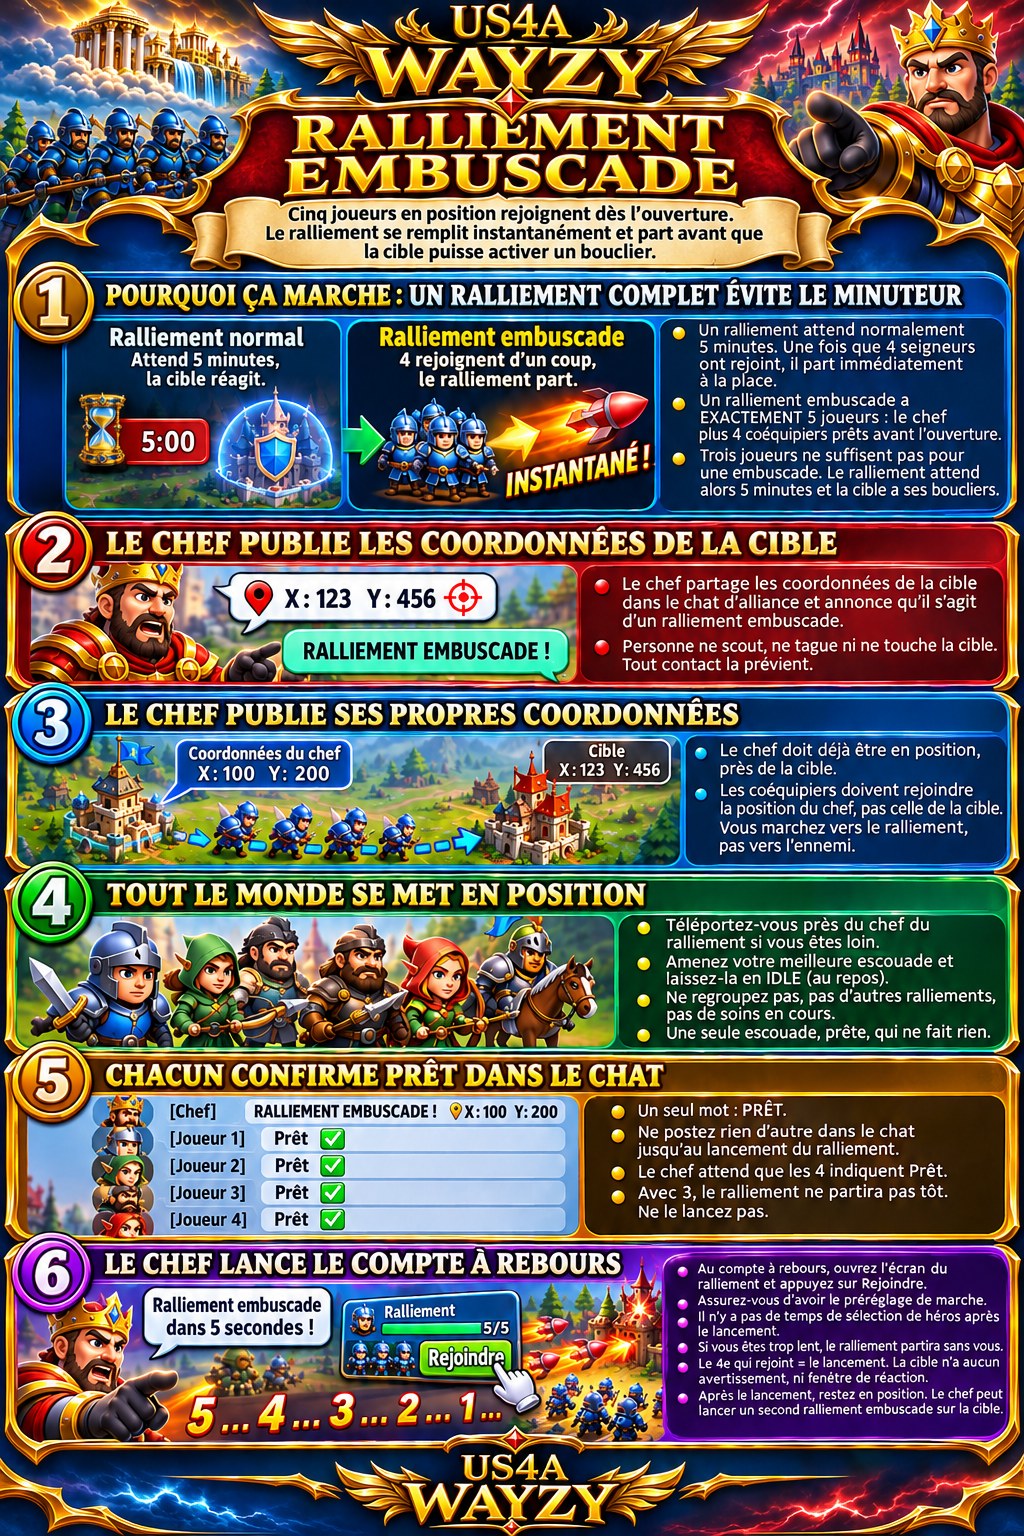 US4A
WAYZY
RALLIEMENT
EMBUSCADE
Cinq joueurs en position rejoignent dès l'ouverture.
Le ralliement se remplit instantanément et part avant que
la cible puisse activer un bouclier.
1
POURQUOI ÇA MARCHE : UN RALLIEMENT COMPLET ÉVITE LE MINUTEUR
Ralliement normal
Attend 5 minutes,
la cible réagit.
5:00
Ralliement embuscade
4 rejoignent d'un coup,
le ralliement part.
INSTANTANÉ !
Un ralliement attend normalement
5 minutes. Une fois que 4 seigneurs
ont rejoint, il part immédiatement
à la place.
Un ralliement embuscade a
EXACTEMENT 5 joueurs : le chef
plus 4 coéquipiers prêts avant l'ouverture.
Trois joueurs ne suffisent pas pour
une embuscade. Le ralliement attend
alors 5 minutes et la cible a ses boucliers.
2
LE CHEF PUBLIE LES COORDONNÉES DE LA CIBLE
X : 123 Y : 456
RALLIEMENT EMBUSCADE !
Le chef partage les coordonnées de la cible
dans le chat d'alliance et annonce qu'il s'agit
d'un ralliement embuscade.
Personne ne scout, ne tague ni ne touche la cible.
Tout contact la prévient.
3
LE CHEF PUBLIE SES PROPRES COORDONNÊES
Coordonnées du chef
X : 100 Y : 200
Cible
X : 123 Y: 456
Le chef doit déjà être en position,
près de la cible.
Les coéquipiers doivent rejoindre
la position du chef, pas celle de la cible.
Vous marchez vers le ralliement,
pas vers l'ennemi.
4
TOUT LE MONDE SE MET EN POSITION
Téléportez-vous près du chef du
ralliement si vous êtes loin.
Amenez votre meilleure escouade et
laissez-la en IDLE (au repos).
Ne regroupez pas, pas d'autres ralliements,
pas de soins en cours.
Une seule escouade, prête, qui ne fait rien.
5
CHACUN CONFIRME PRÊT DANS LE CHAT
[Chef] RALLIEMENT EMBUSCADE ! X : 100 Y : 200
[Joueur 1] Prêt ✅
[Joueur 2] Prêt ✅
[Joueur 3] Prêt ✅
[Joueur 4] Prêt ✅
Un seul mot : PRÊT.
Ne postez rien d'autre dans le chat
jusqu'au lancement du ralliement.
Le chef attend que les 4 indiquent Prêt.
Avec 3, le ralliement ne partira pas tôt.
Ne le lancez pas.
6
LE CHEF LANCE LE COMPTE À REBOURS
Ralliement embuscade
dans 5 secondes !
Ralliement
5/5
Rejoindre
5... 4... 3... 2... 1...
Au compte à rebours, ouvrez l'écran du
ralliement et appuyez sur Rejoindre.
Assurez-vous d'avoir le préréglage de marche.
Il n'y a pas de temps de sélection de héros après
le lancement.
Si vous êtes trop lent, le ralliement partira sans vous.
Le 4e qui rejoint = le lancement. La cible n'a aucun
avertissement, ni fenêtre de réaction.
Après le lancement, restez en position. Le chef peut
lancer un second ralliement embuscade sur la cible.
US4A
WAYZY